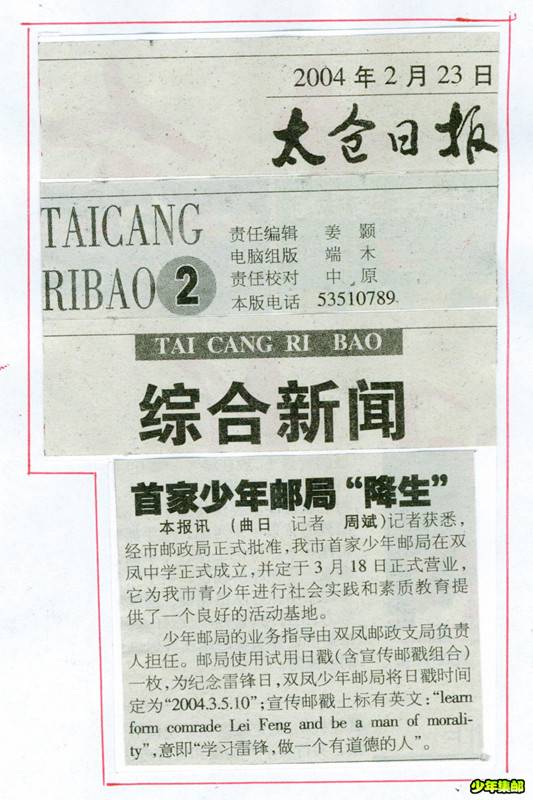 2004年2月23日
太仓日报
TAICANG
RIBAO 2
责任编辑 姜 颢
电脑组版 端 木
责任校对 中 原
本版电话 53510789
TAI CANG RI BAO
综合新闻
首家少年邮局“降生”
本报讯 (曲日 记者 周斌)记者获悉,
经市邮政局正式批准,我市首家少年邮局在双
凤中学正式成立,并定于3月18日正式营业,
它为我市青少年进行社会实践和素质教育提
供了一个良好的活动基地。
少年邮局的业务指导由双凤邮政支局负责
人担任。邮局使用试用日戳(含宣传邮戳组合)
一枚,为纪念雷锋日,双凤少年邮局将日戳时间
定为“2004.3.5.10”;宣传邮戳上标有英文:“learn
form comrade Lei Feng and be a man of morali-
ty”,意即“学习雷锋,做一个有道德的人”。
少年集邮